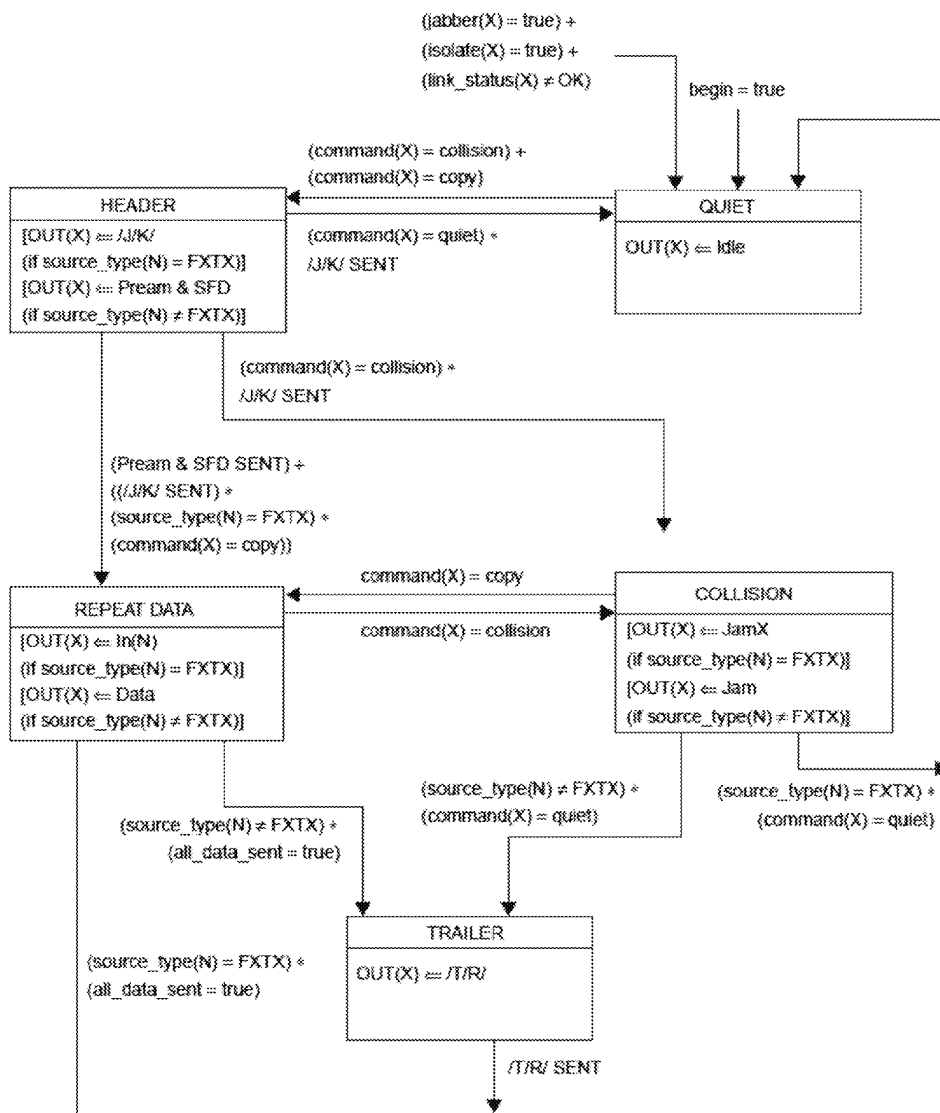 (jabber(X) = true) +
(isolate(X) = true) +
(link_status(X) ≠ OK)
begin = true
(command(X) = collision) +
(command(X) = copy)
HEADER
[OUT(X) ⇐ /J/K/
(if source_type(N) = FXTX)]
[OUT(X) ⇐ Pream & SFD
(if source_type(N) ≠ FXTX)]
(command(X) = quiet) *
/J/K/ SENT
QUIET
OUT(X) ⇐ Idle
(command(X) = collision) *
/J/K/ SENT
(Pream & SFD SENT) +
((/J/K/ SENT) *
(source_type(N) = FXTX) *
(command(X) = copy))
command(X) = copy
command(X) = collision
REPEAT DATA
[OUT(X) ⇐ In(N)
(if source_type(N) = FXTX)]
[OUT(X) ⇐ Data
(if source_type(N) ≠ FXTX)]
COLLISION
[OUT(X) ⇐ JamX
(if source_type(N) = FXTX)]
[OUT(X) ⇐ Jam
(if source_type(N) ≠ FXTX)]
(source_type(N) ≠ FXTX) *
(all_data_sent = true)
(source_type(N) ≠ FXTX) *
(command(X) = quiet)
(source_type(N) = FXTX) *
(command(X) = quiet)
TRAILER
OUT(X) ⇐ /T/R/
(source_type(N) = FXTX) *
(all_data_sent = true)
/T/R/ SENT